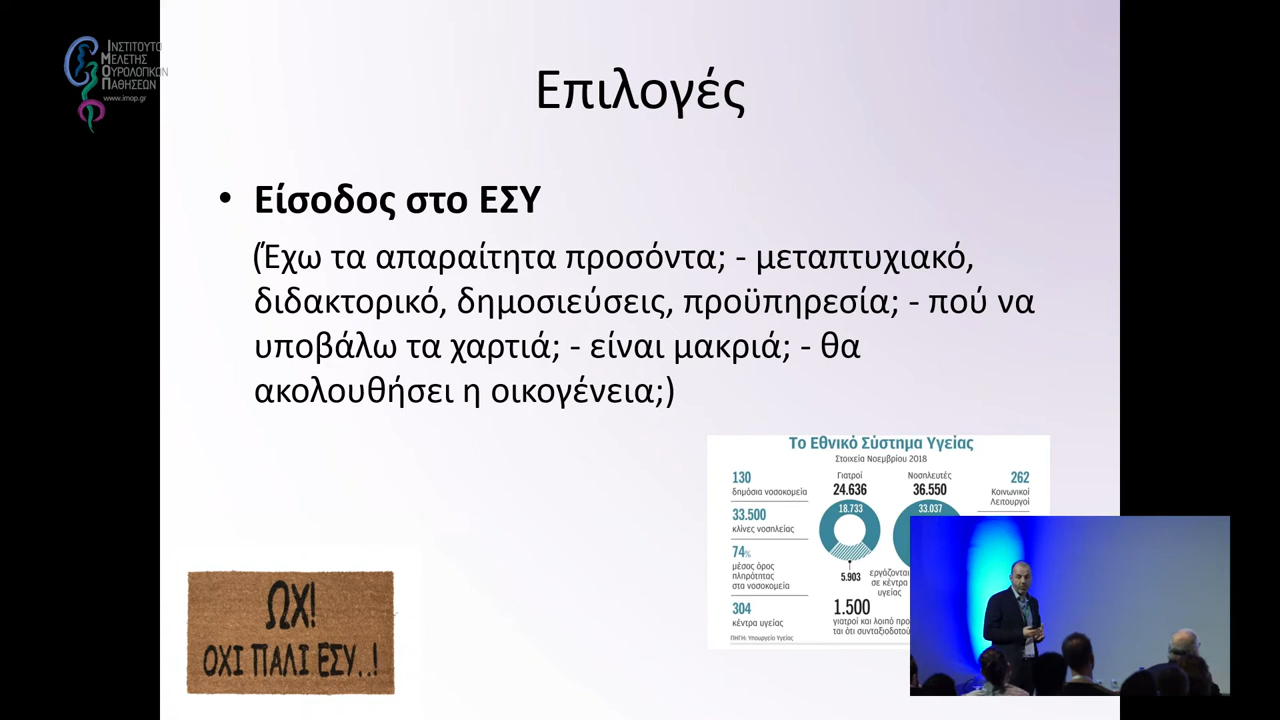 ΙΝΣΤΙΤΟΥΤΟ
ΜΕΛΕΤΗΣ
ΟΥΡΟΛΟΓΙΚΩΝ
ΠΑΘΗΣΕΩΝ
www.imop.gr
Επιλογές
• Είσοδος στο ΕΣΥ
(Έχω τα απαραίτητα προσόντα; - μεταπτυχιακό,
διδακτορικό, δημοσιεύσεις, προϋπηρεσία; - πού να
υποβάλω τα χαρτιά; - είναι μακριά; - θα
ακολουθήσει η οικογένεια;)
Το Εθνικό Σύστημα Υγείας
Στοιχεία Νοεμβρίου 2018
130
δημόσια νοσοκομεία
33.500
κλίνες νοσηλείας
74%
μέσος όρος
πληρότητας
στα νοσοκομεία
304
κέντρα υγείας
Γιατροί
24.636
18.733
5.903
Νοσηλευτές
36.550
33.037
εργάζονται
σε κέντρα
υγείας
262
Κοινωνικοί
Λειτουργοί
1.500
γιατροί και λοιπό προ
ται ότι συνταξιοδοτού
ΠΗΓΗ: Υπουργείο Υγείας
ΩΧ!
ΟΧΙ ΠΑΛΙ ΕΣΥ..!